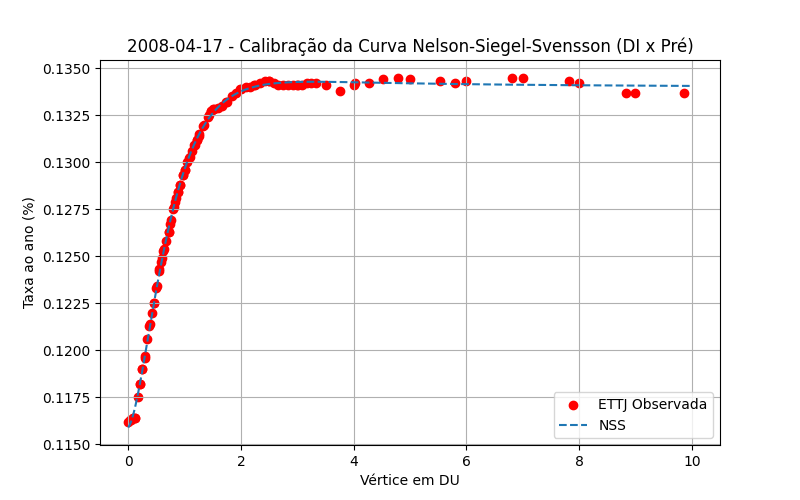 2008-04-17 - Calibração da Curva Nelson-Siegel-Svensson (DI x Pré)
Taxa ao ano (%)
0.1350
0.1325
0.1300
0.1275
0.1250
0.1225
0.1200
0.1175
0.1150
ETTJ Observada
NSS
0 2 4 6 8 10
Vértice em DU